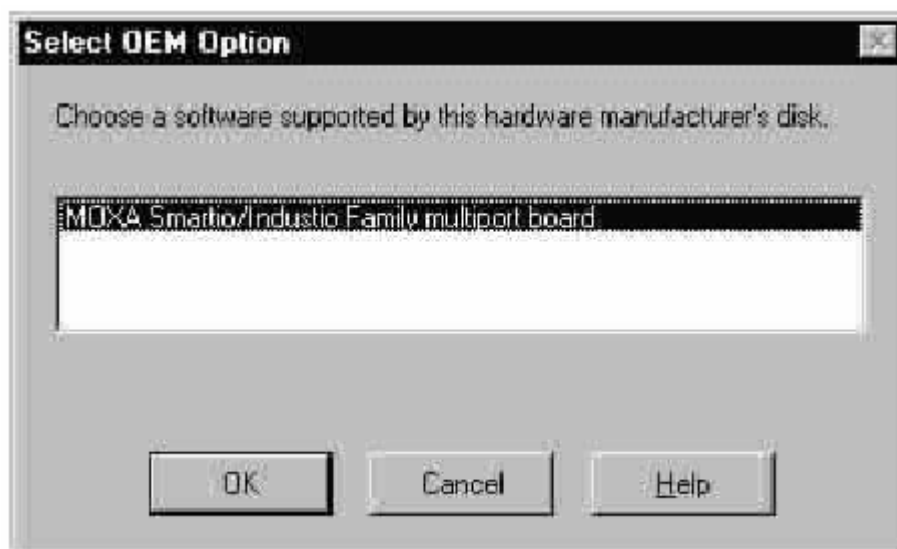 Select OEM Option
Choose a software supported by this hardware manufacturer's disk.
MOXA Smartio/Industio Family multiport board
OK Cancel Help